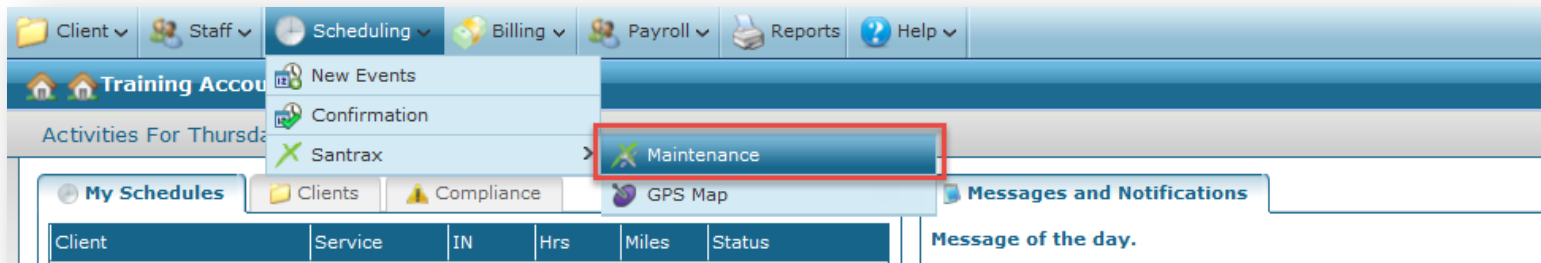 Client Staff Scheduling Billing Payroll Reports Help
New Events
Training Accou
Confirmation
Activities For Thursda
Santrax
Maintenance
GPS Map
My Schedules Clients Compliance
Messages and Notifications
Client Service IN Hrs Miles Status
Message of the day.